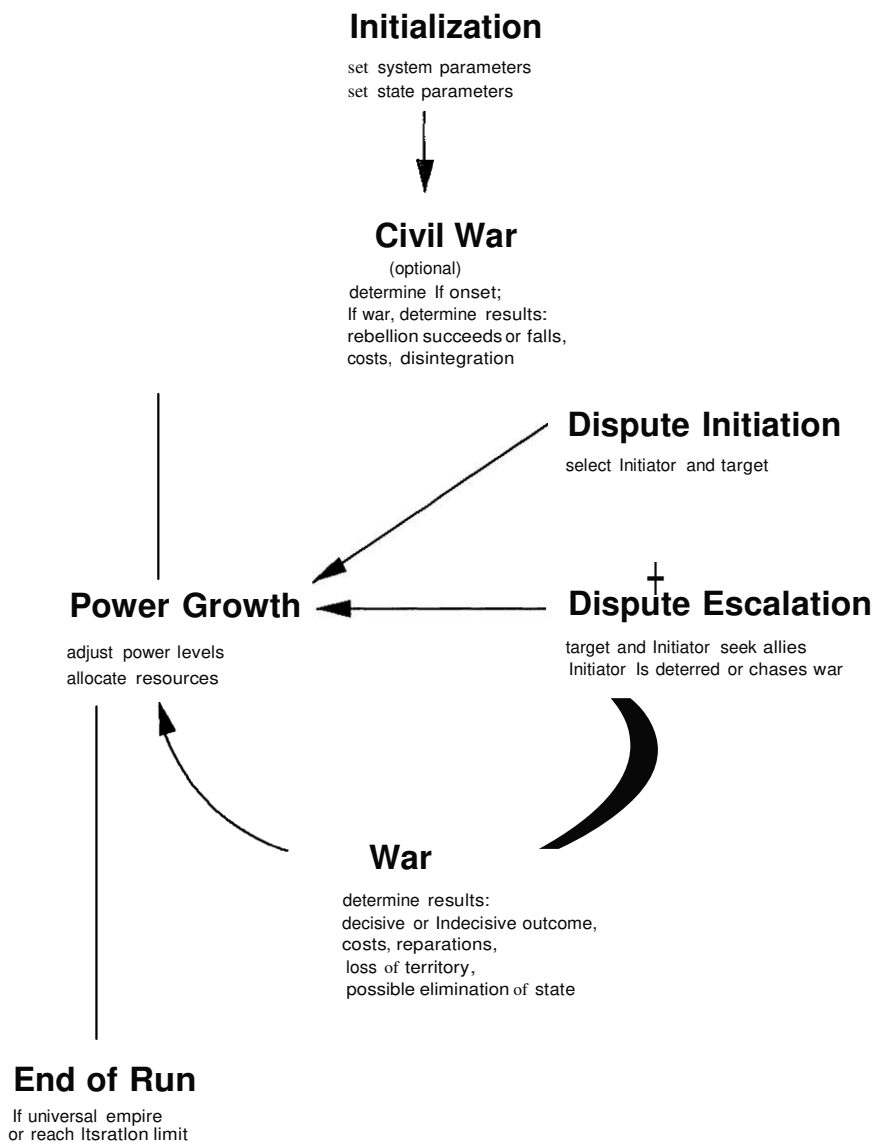 Initialization
set system parameters
set state parameters
Civil War
(optional)
determine If onset;
If war, determine results:
rebellion succeeds or falls,
costs, disintegration
Dispute Initiation
select Initiator and target
Power Growth
adjust power levels
allocate resources
Dispute Escalation
target and Initiator seek allies
Initiator Is deterred or chases war
War
determine results:
decisive or Indecisive outcome,
costs, reparations,
loss of territory,
possible elimination of state
End of Run
If universal empire
or reach Itsratlon limit